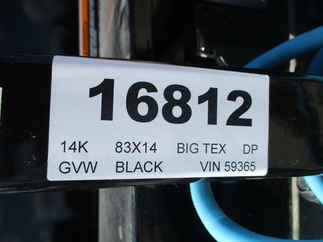 16812
14K 83X14 BIG TEX DP
GVW BLACK VIN 59365